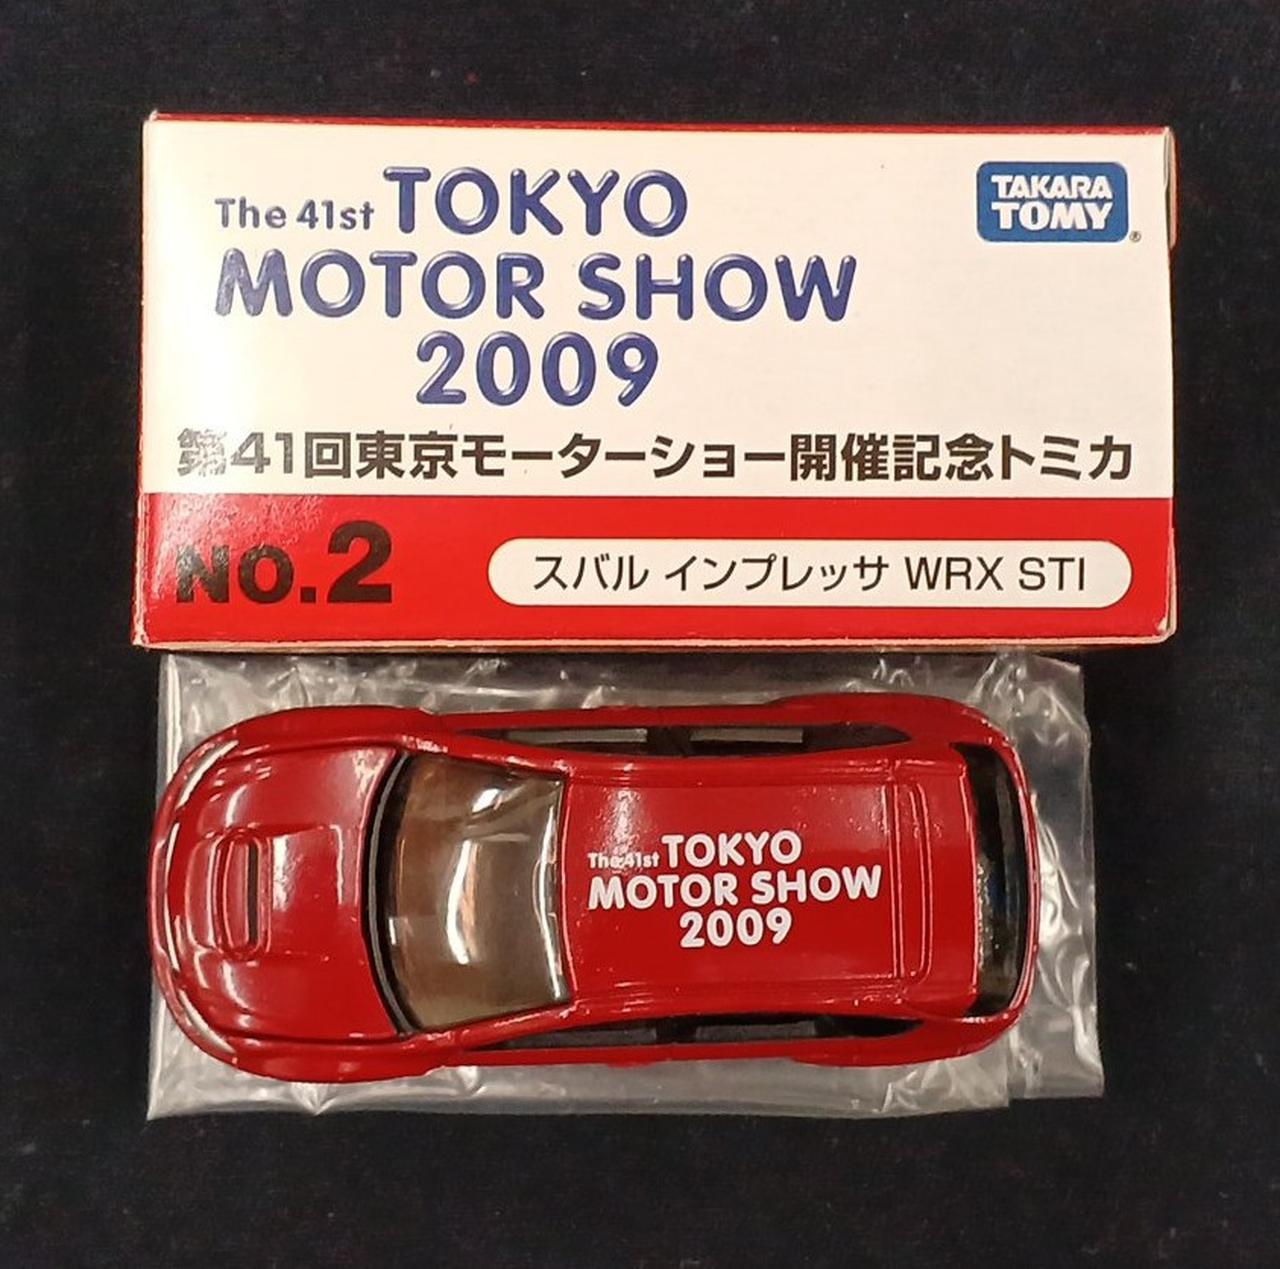 The 41st TOKYO
MOTOR SHOW
2009
TAKARA
TOMY
®
第41回東京モーターショー開催記念トミカ
NO.2
スバル インプレッサ WRX STI
The 41st TOKYO
MOTOR SHOW
2009